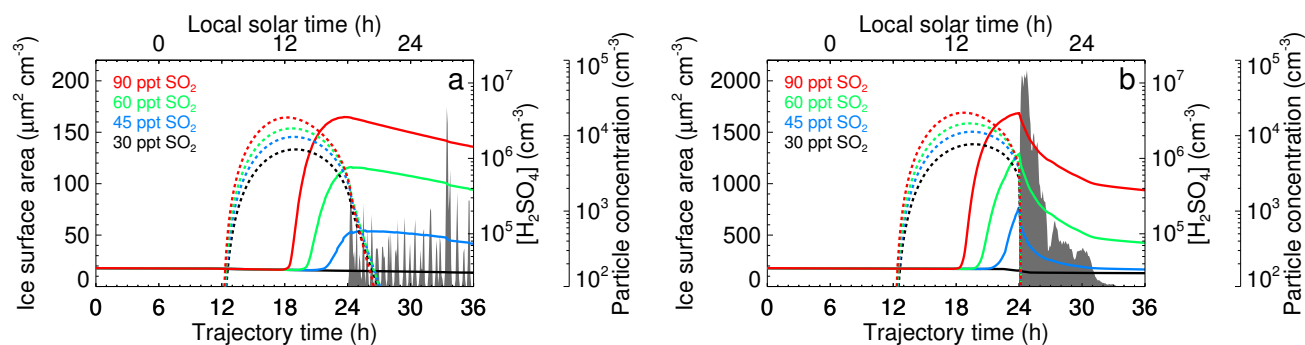 Local solar time (h)
0 12 24
a
90 ppt SO₂
60 ppt SO₂
45 ppt SO₂
30 ppt SO₂
Ice surface area (µm² cm⁻³)
200
150
100
50
0
10⁷
10⁶
10⁵
[H₂SO₄] (cm⁻³)
10⁵
10⁴
10³
10²
Particle concentration (cm⁻³)
0 6 12 18 24 30 36
Trajectory time (h)
Local solar time (h)
0 12 24
b
90 ppt SO₂
60 ppt SO₂
45 ppt SO₂
30 ppt SO₂
Ice surface area (µm² cm⁻³)
2000
1500
1000
500
0
10⁷
10⁶
10⁵
[H₂SO₄] (cm⁻³)
10⁵
10⁴
10³
10²
Particle concentration (cm⁻³)
0 6 12 18 24 30 36
Trajectory time (h)